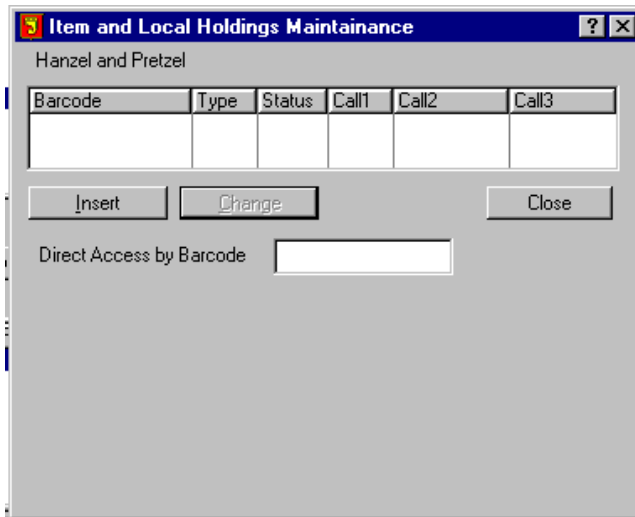 Item and Local Holdings Maintainance
Hanzel and Pretzel
Barcode Type Status Call1 Call2 Call3
Insert Change Close
Direct Access by Barcode